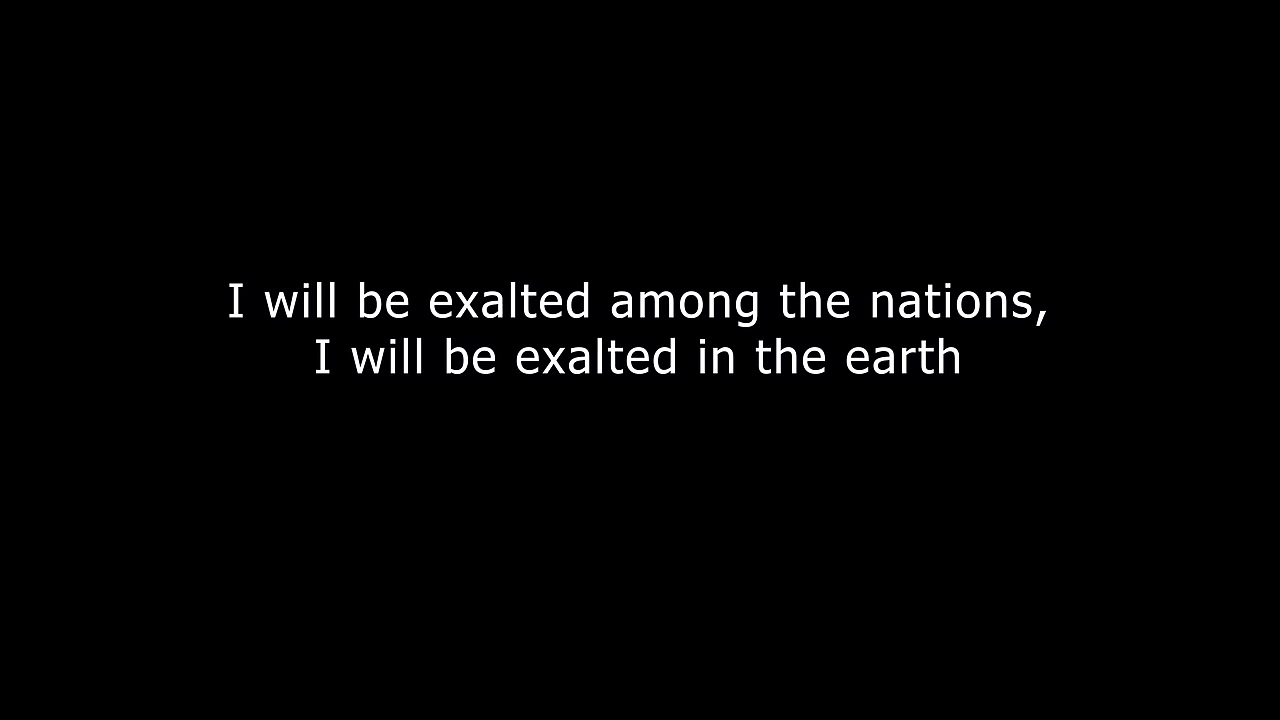 I will be exalted among the nations,
I will be exalted in the earth